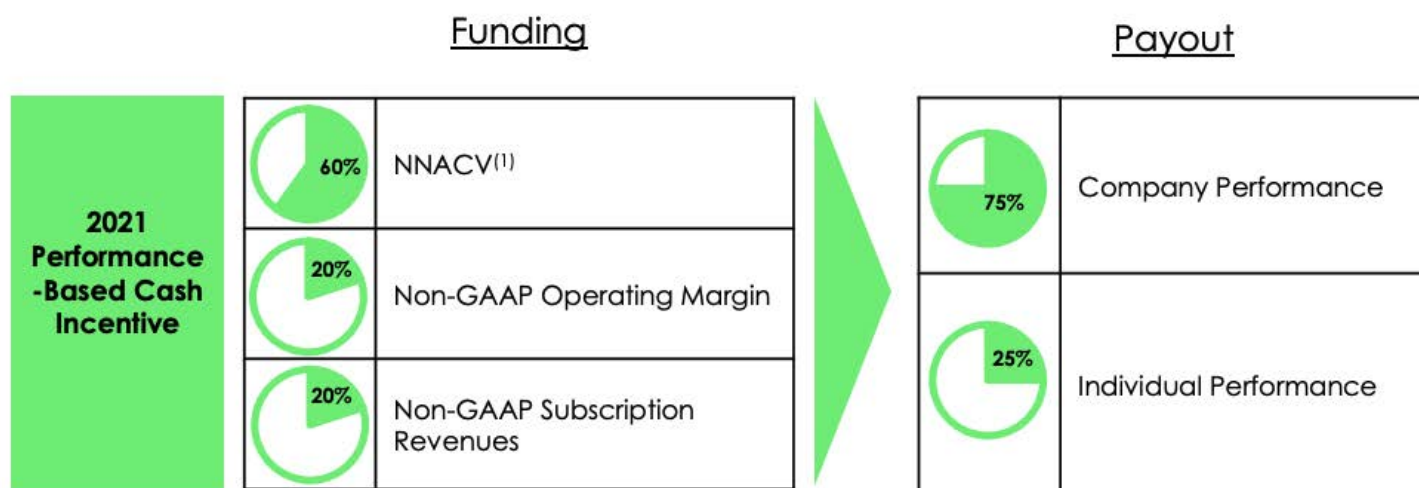 Funding
Payout
2021
Performance
-Based Cash
Incentive
60%
NNACV(1)
20%
Non-GAAP Operating Margin
20%
Non-GAAP Subscription
Revenues
75%
Company Performance
25%
Individual Performance